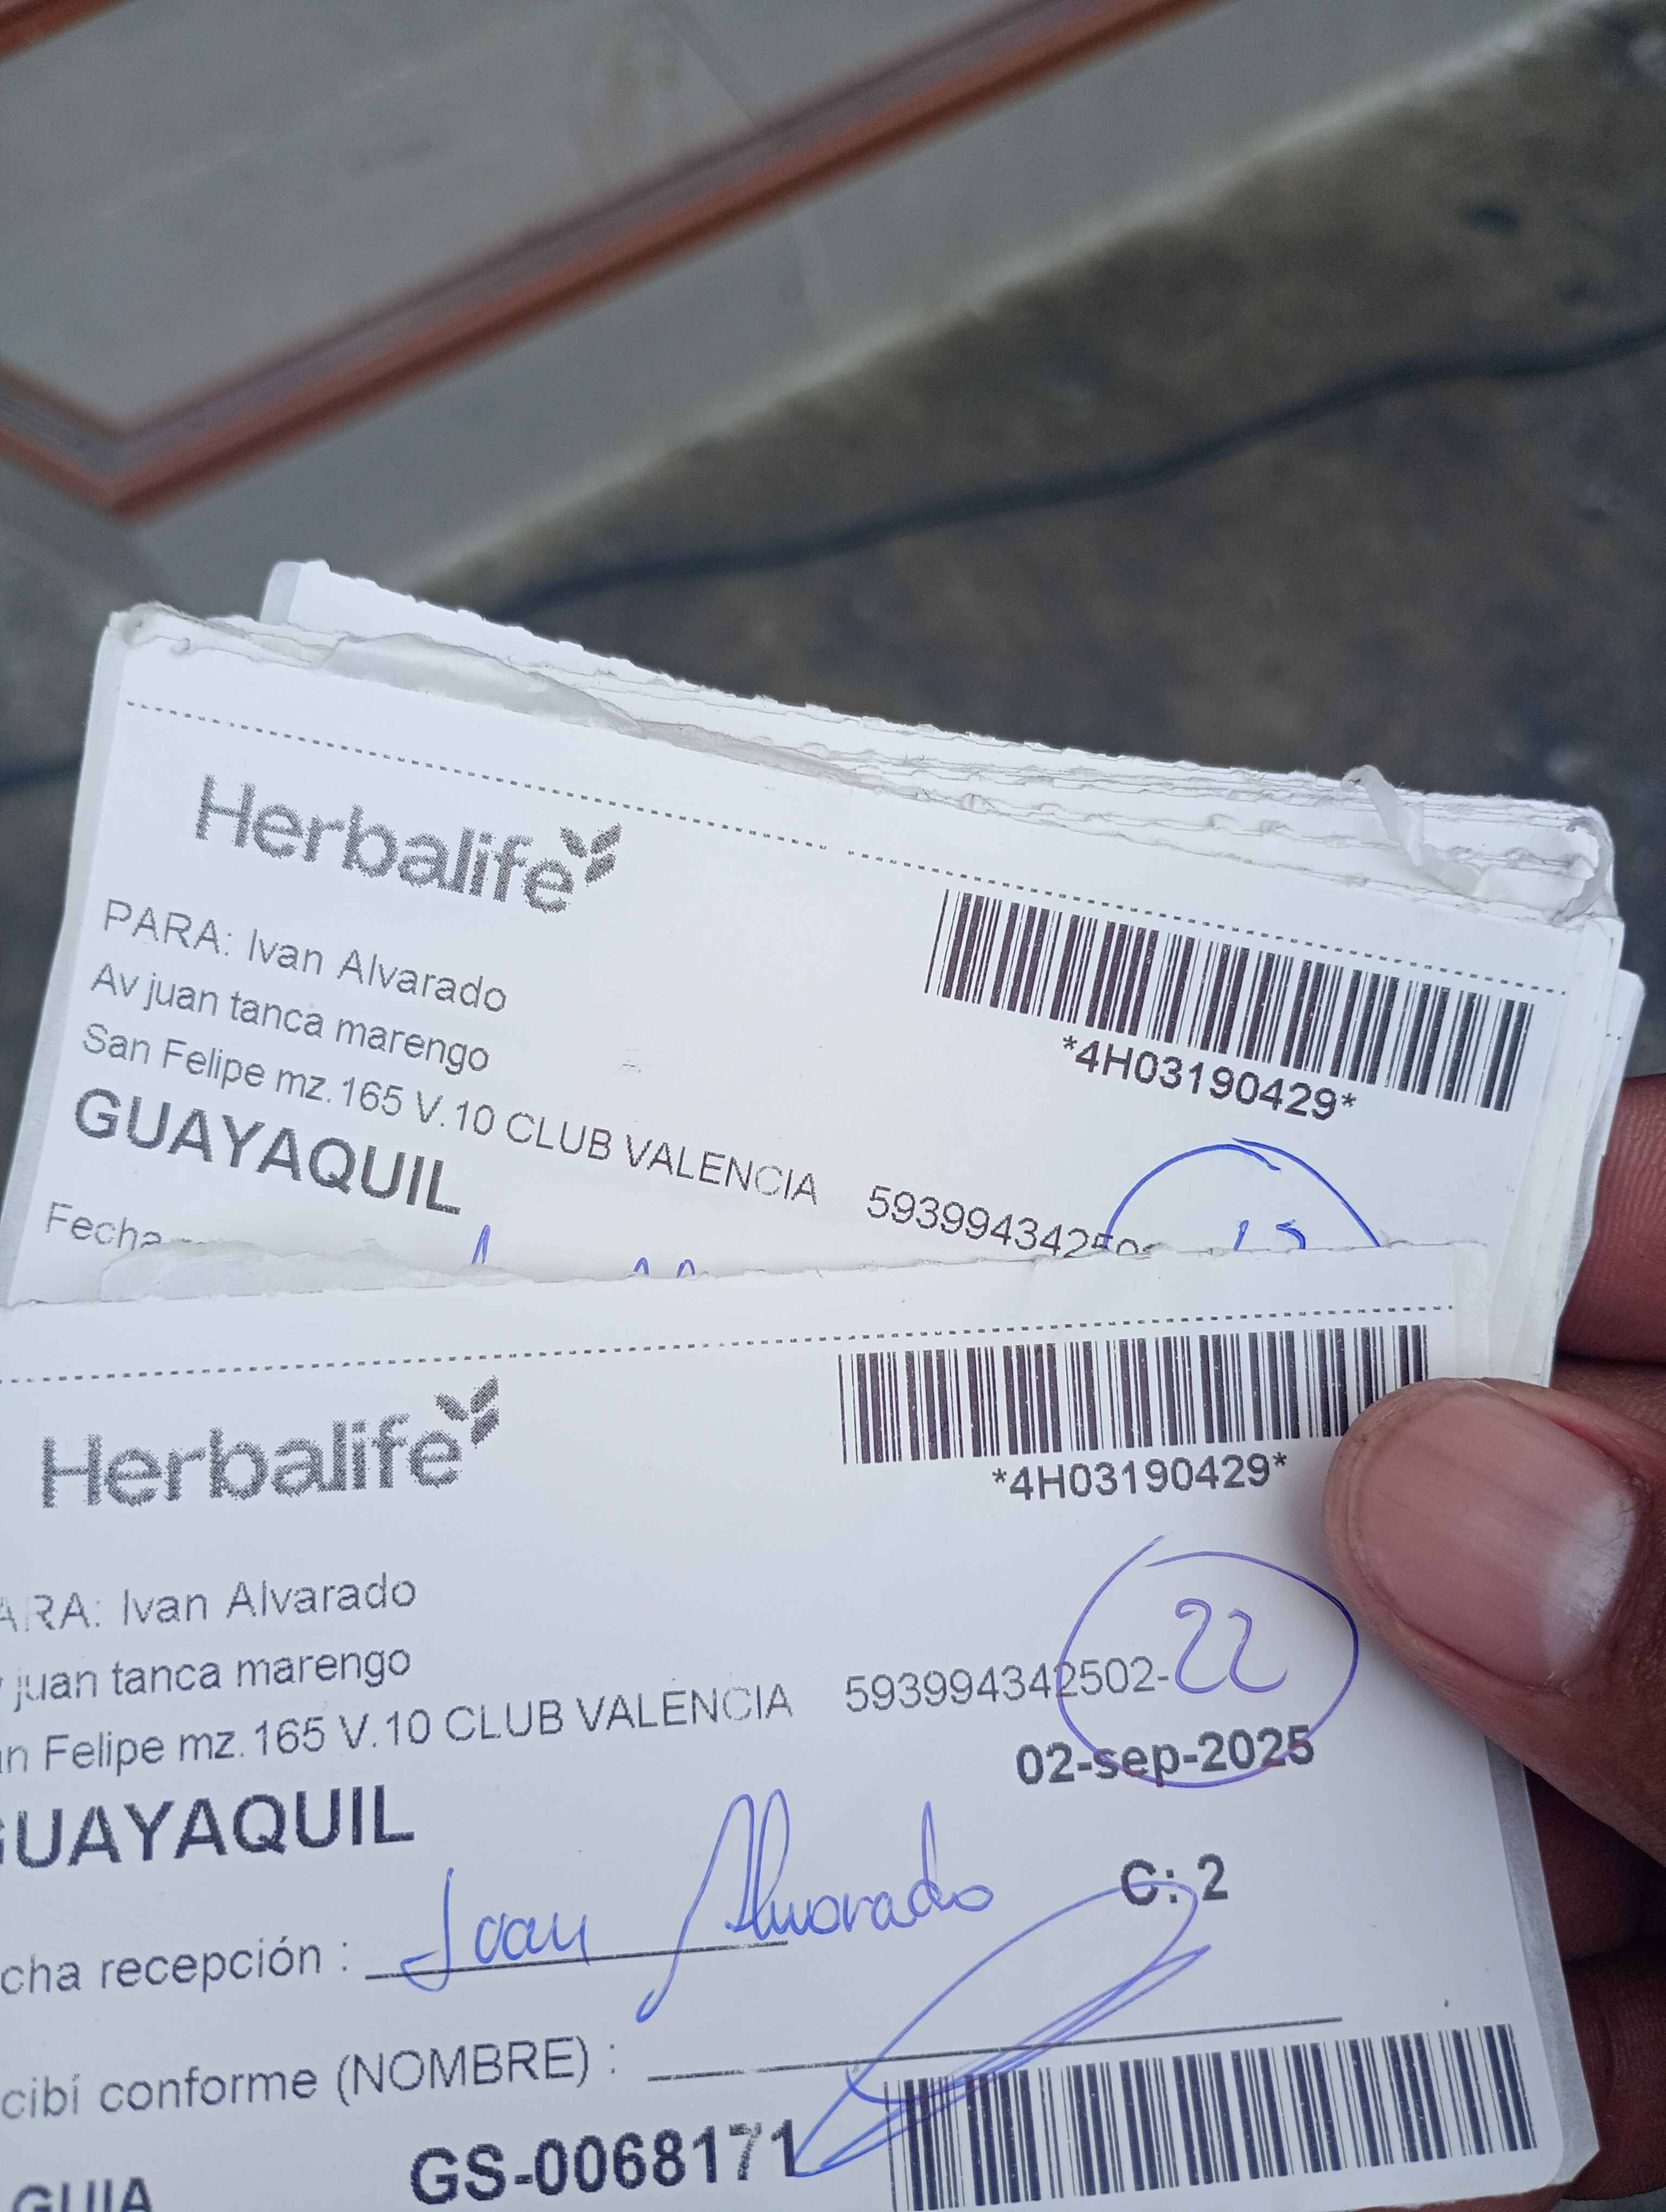 Herbalife
*4H03190429*
PARA: Ivan Alvarado
Av juan tanca marengo
San Felipe mz.165 V.10 CLUB VALENCIA
GUAYAQUIL
Fecha
Herbalife
*4H03190429*
ARA: Ivan Alvarado
juan tanca marengo
n Felipe mz.165 V.10 CLUB VALENCIA 593994342502-
22
02-sep-2025
GUAYAQUIL
C: 2
cha recepción : Ivan Alvarado
cibí conforme (NOMBRE) :
GUIA GS-0068171